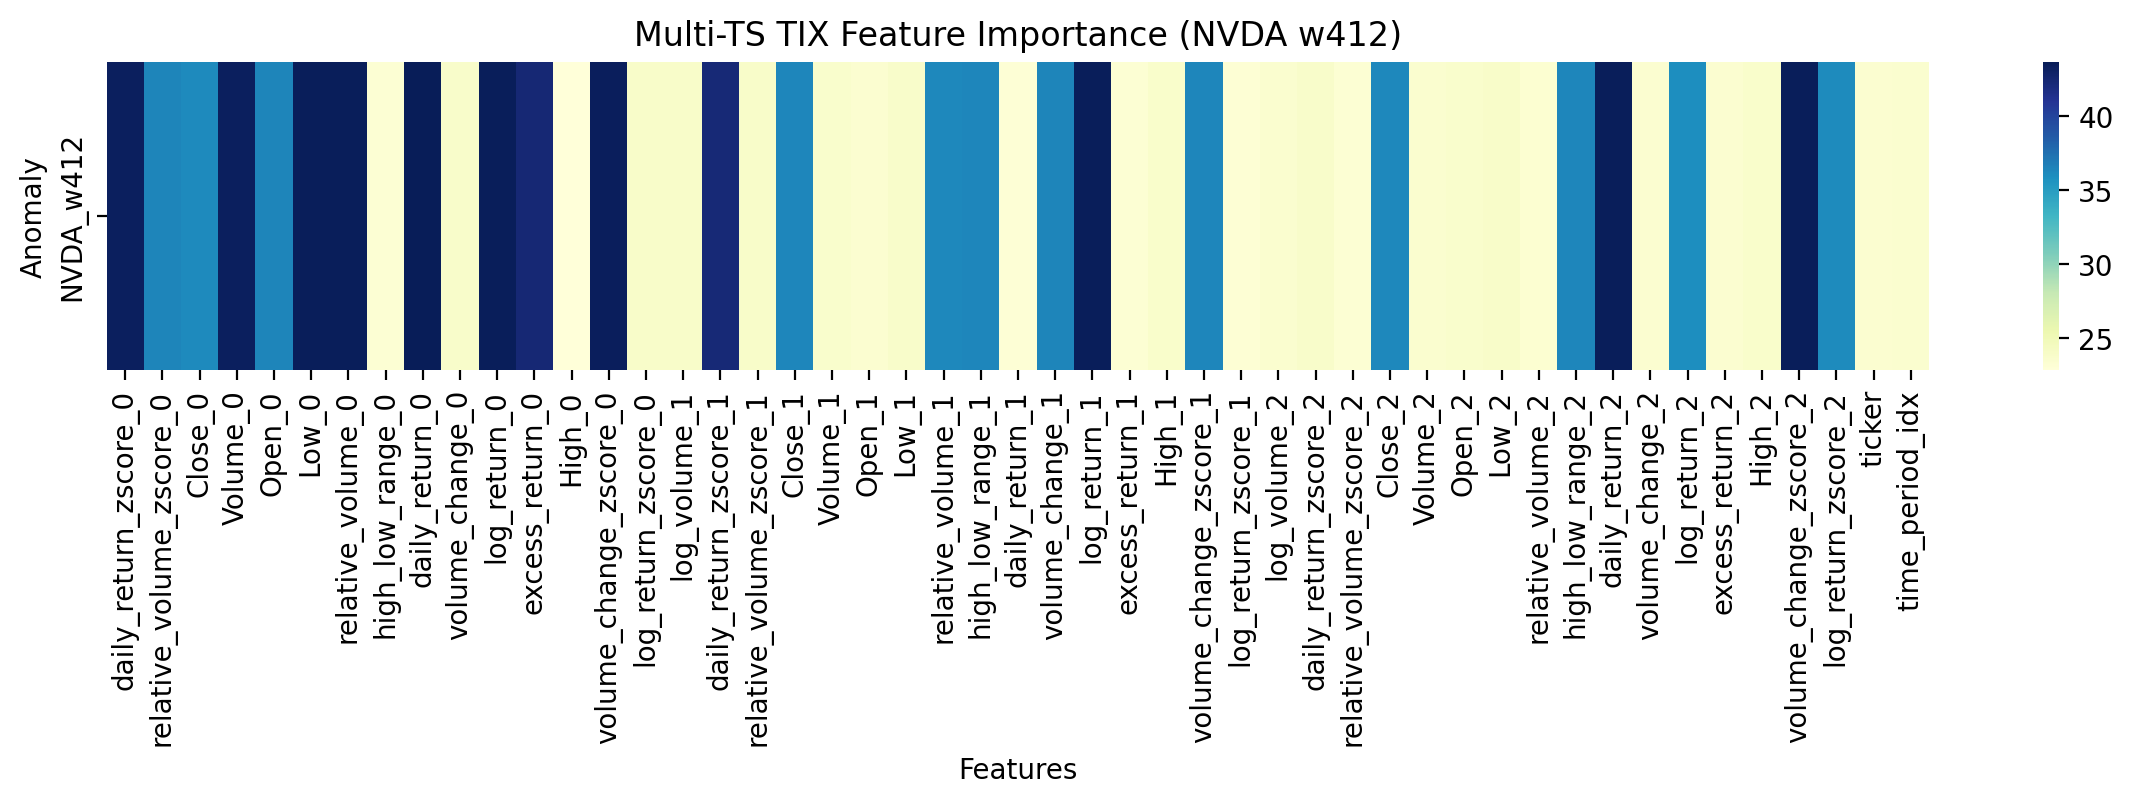 Multi-TS TIX Feature Importance (NVDA w412)
Anomaly
NVDA_w412
40
35
30
25
daily_return_zscore_0
relative_volume_zscore_0
Close_0
Volume_0
Open_0
Low_0
relative_volume_0
high_low_range_0
daily_return_0
volume_change_0
log_return_0
excess_return_0
High_0
volume_change_zscore_0
log_return_zscore_0
log_volume_1
daily_return_zscore_1
relative_volume_zscore_1
Close_1
Volume_1
Open_1
Low_1
relative_volume_1
high_low_range_1
daily_return_1
volume_change_1
log_return_1
excess_return_1
High_1
volume_change_zscore_1
log_return_zscore_1
log_volume_2
daily_return_zscore_2
relative_volume_zscore_2
Close_2
Volume_2
Open_2
Low_2
relative_volume_2
high_low_range_2
daily_return_2
volume_change_2
log_return_2
excess_return_2
High_2
volume_change_zscore_2
log_return_zscore_2
ticker
time_period_idx
Features